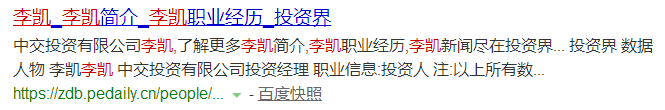 李凯_李凯简介_李凯职业经历_投资界
中交投资有限公司李凯,了解更多李凯简介,李凯职业经历,李凯新闻尽在投资界... 投资界 数据
人物 李凯李凯 中交投资有限公司投资经理 职业信息:投资人 注:以上所有数...
https://zdb.pedaily.cn/people/... - 百度快照